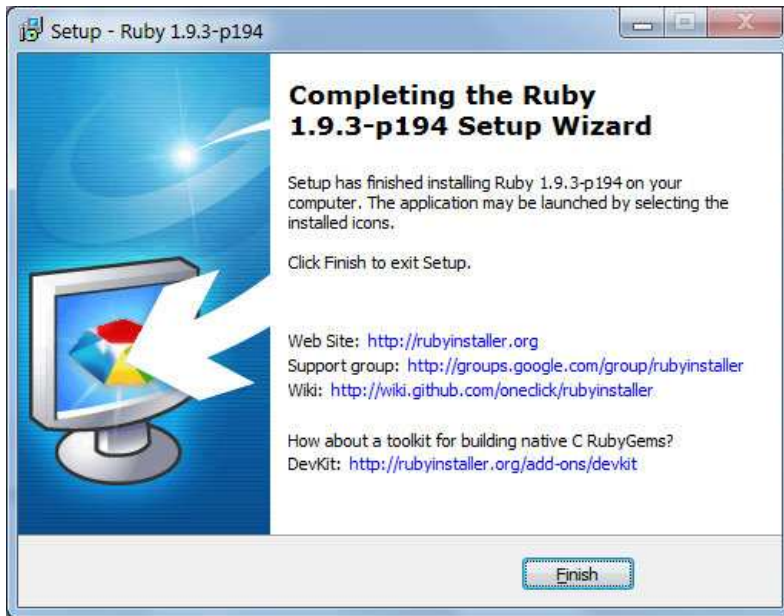 Setup - Ruby 1.9.3-p194
Completing the Ruby
1.9.3-p194 Setup Wizard
Setup has finished installing Ruby 1.9.3-p194 on your
computer. The application may be launched by selecting the
installed icons.
Click Finish to exit Setup.
Web Site: http://rubyinstaller.org
Support group: http://groups.google.com/group/rubyinstaller
Wiki: http://wiki.github.com/oneclick/rubyinstaller
How about a toolkit for building native C RubyGems?
DevKit: http://rubyinstaller.org/add-ons/devkit
Finish